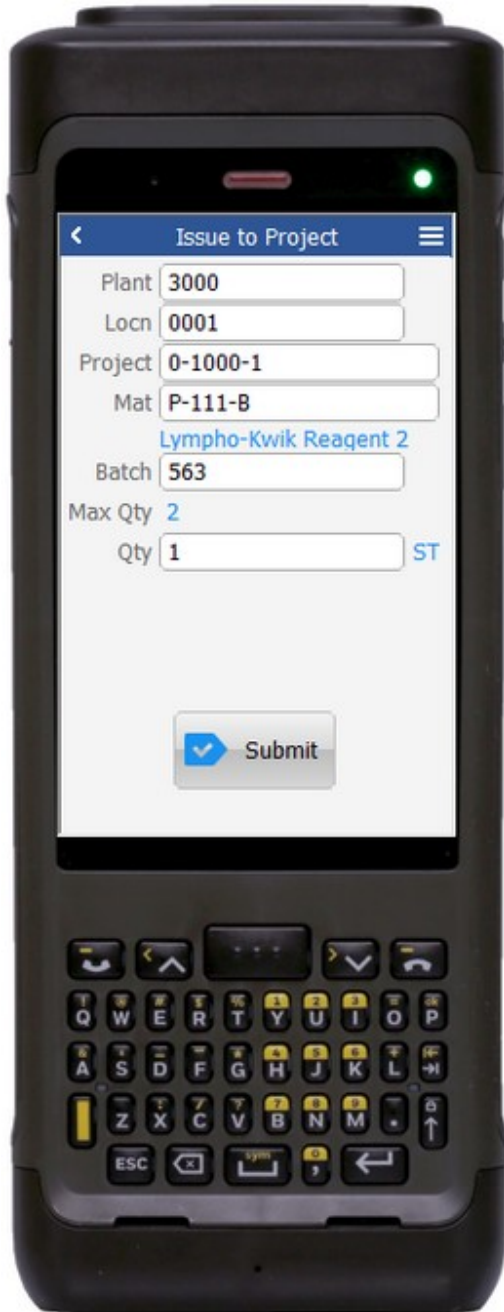 Issue to Project
Plant 3000
Locn 0001
Project 0-1000-1
Mat P-111-B
Lympho-Kwik Reagent 2
Batch 563
Max Qty 2
Qty 1 ST
Submit
Q W E R T Y U I O P
A S D F G H J K L
Z X C V B N M .
ESC sym ,